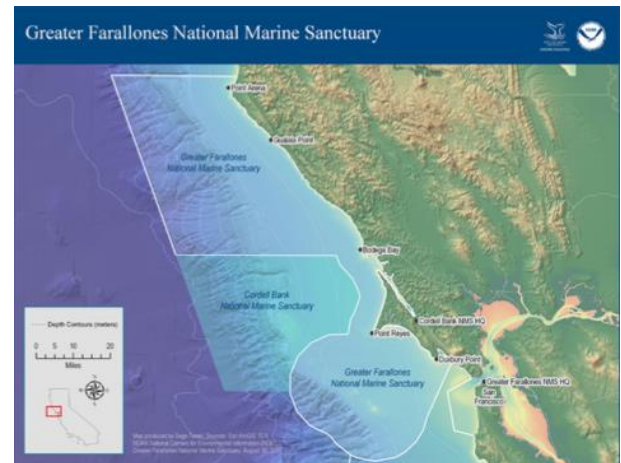 Greater Farallones National Marine Sanctuary
Point Arena
Gualala Point
Greater Farallones
National Marine Sanctuary
Bodega Bay
Cordell Bank
National Marine Sanctuary
Cordell Bank NMS HQ
Point Reyes
Duxbury Point
Greater Farallones
National Marine Sanctuary
Greater Farallones NMS HQ
San
Francisco
Depth Contours (meters)
0 5 10 20
Miles